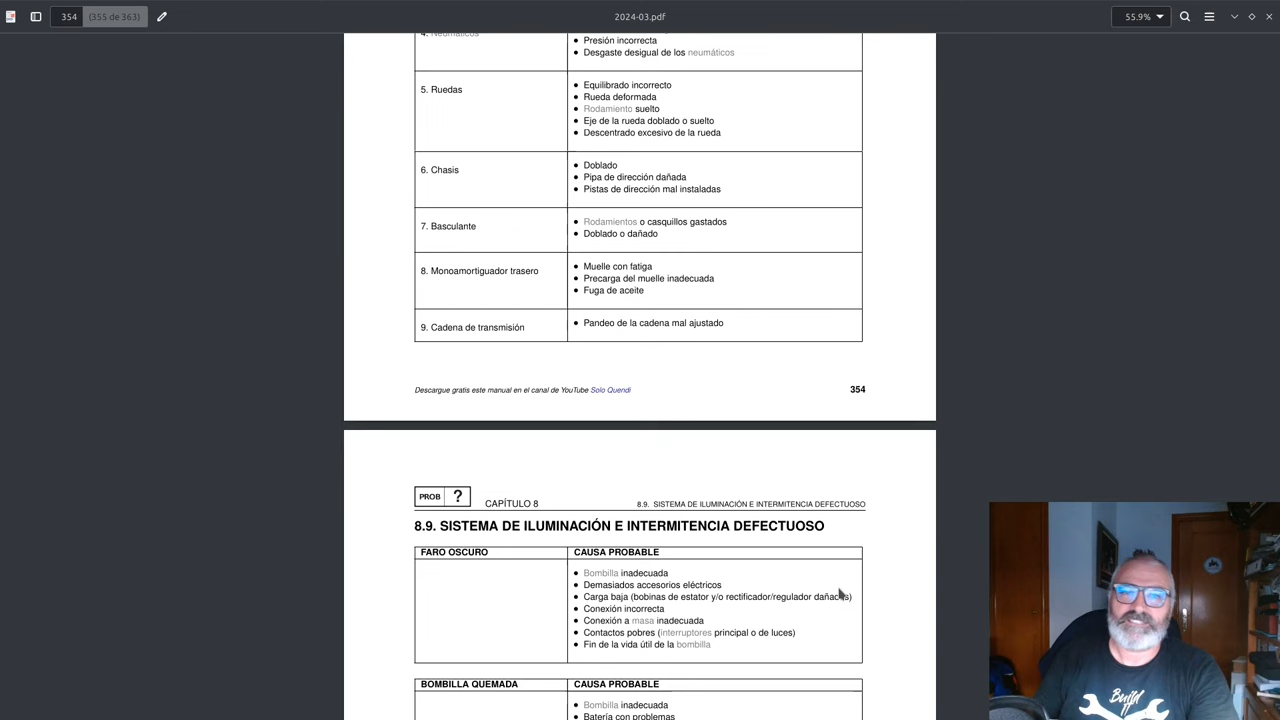 354
(355 de 363)
2024-03.pdf
55.9%
4. Neumáticos
Presión incorrecta
Desgaste desigual de los neumáticos
5. Ruedas
Equilibrado incorrecto
Rueda deformada
Rodamiento suelto
Eje de la rueda doblado o suelto
Descentrado excesivo de la rueda
6. Chasis
Doblado
Pipa de dirección dañada
Pistas de dirección mal instaladas
7. Basculante
Rodamientos o casquillos gastados
Doblado o dañado
8. Monoamortiguador trasero
Muelle con fatiga
Precarga del muelle inadecuada
Fuga de aceite
9. Cadena de transmisión
Pandeo de la cadena mal ajustado
Descargue gratis este manual en el canal de YouTube Solo Quendi
354
PROB ?
CAPÍTULO 8
8.9. SISTEMA DE ILUMINACIÓN E INTERMITENCIA DEFECTUOSO
8.9. SISTEMA DE ILUMINACIÓN E INTERMITENCIA DEFECTUOSO
FARO OSCURO
CAUSA PROBABLE
Bombilla inadecuada
Demasiados accesorios eléctricos
Carga baja (bobinas de estator y/o rectificador/regulador dañados)
Conexión incorrecta
Conexión a masa inadecuada
Contactos pobres (interruptores principal o de luces)
Fin de la vida útil de la bombilla
BOMBILLA QUEMADA
CAUSA PROBABLE
Bombilla inadecuada
Batería con problemas
Build